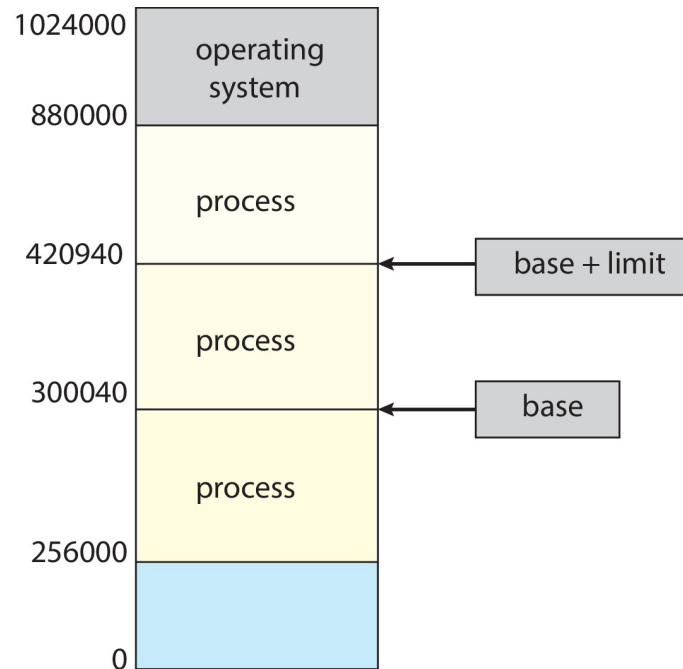 1024000
operating
system
880000
process
420940
base + limit
process
300040
base
process
256000
0